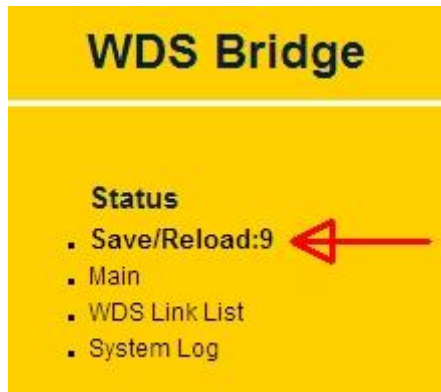 WDS Bridge
Status
Save/Reload:9
Main
WDS Link List
System Log